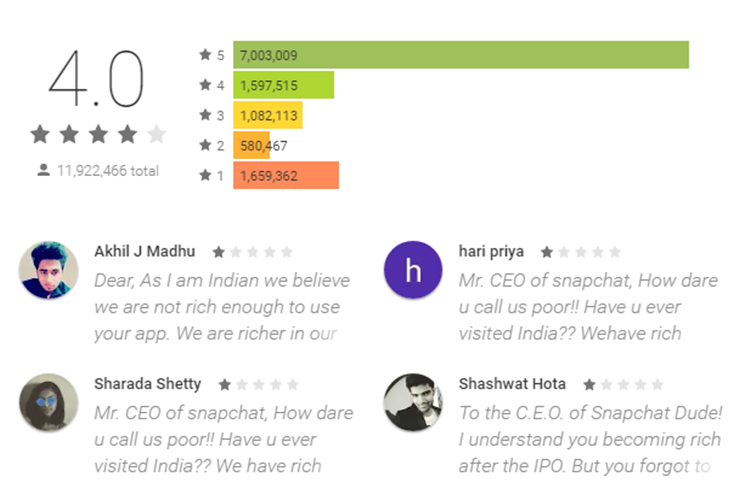 4.0
11,922,466 total
5 7,003,009
4 1,597,515
3 1,082,113
2 580,467
1 1,659,362
Akhil J Madhu
Dear, As I am Indian we believe
we are not rich enough to use
your app. We are richer in our
hari priya
h
Mr. CEO of snapchat, How dare
u call us poor!! Have u ever
visited India?? Wehave rich
Sharada Shetty
Mr. CEO of snapchat, How dare
u call us poor!! Have u ever
visited India?? We have rich
Shashwat Hota
To the C.E.O. of Snapchat Dude!
I understand you becoming rich
after the IPO. But you forgot to